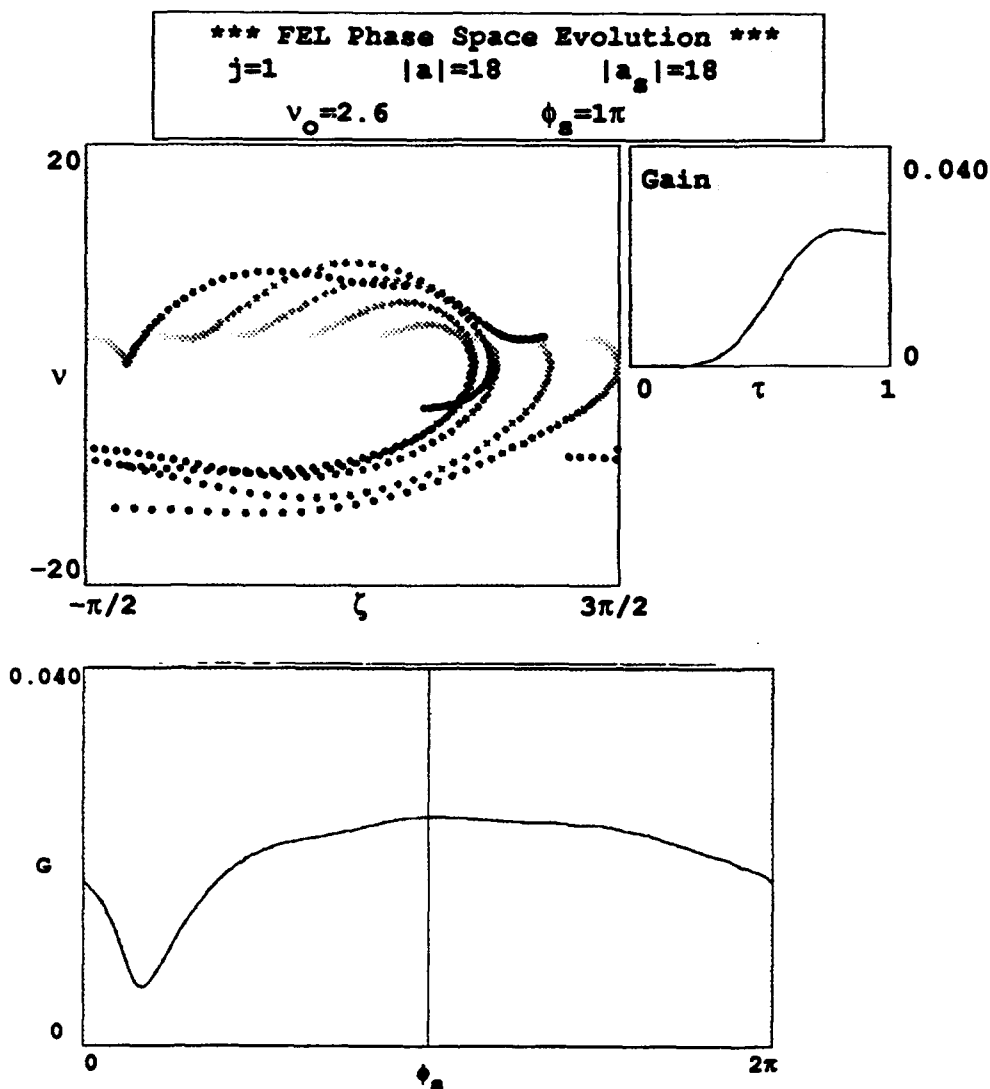 *** FEL Phase Space Evolution ***
j=1 |a|=18 |aₛ|=18
νₒ=2.6 ϕₛ=1π
20
Gain
0.040
ν
0
0 τ 1
-20
-π/2 ζ 3π/2
0.040
G
0
0 ϕₛ 2π